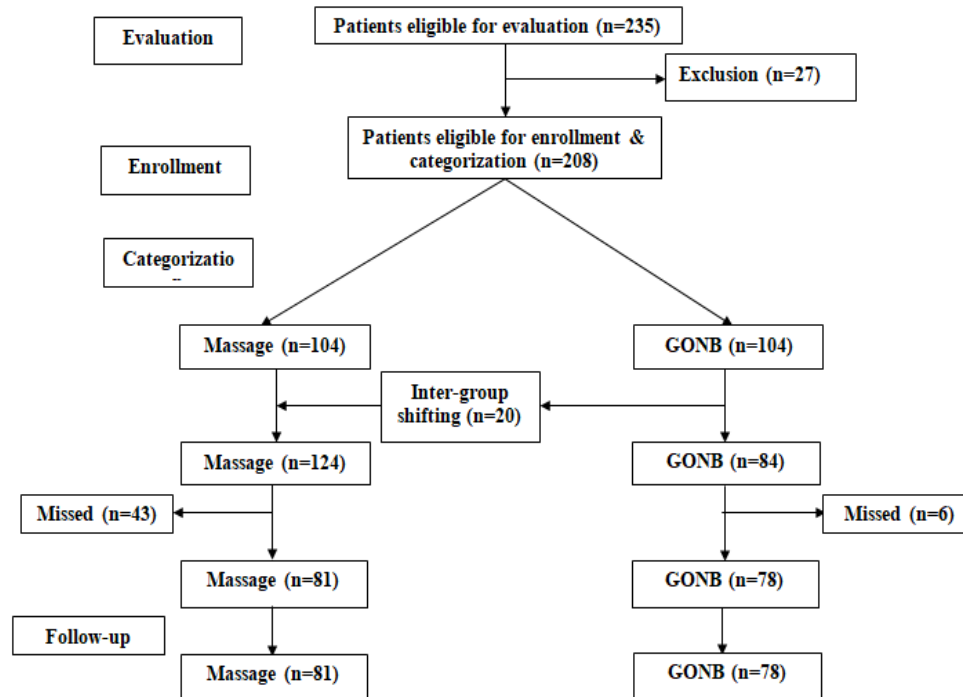 Patients eligible for evaluation (n=235)
Evaluation
Exclusion (n=27)
Patients eligible for enrollment &
categorization (n=208)
Enrollment
Categorizatio
Massage (n=104)
GONB (n=104)
Inter-group
shifting (n=20)
Massage (n=124)
GONB (n=84)
Missed (n=43)
Missed (n=6)
Massage (n=81)
GONB (n=78)
Follow-up
Massage (n=81)
GONB (n=78)